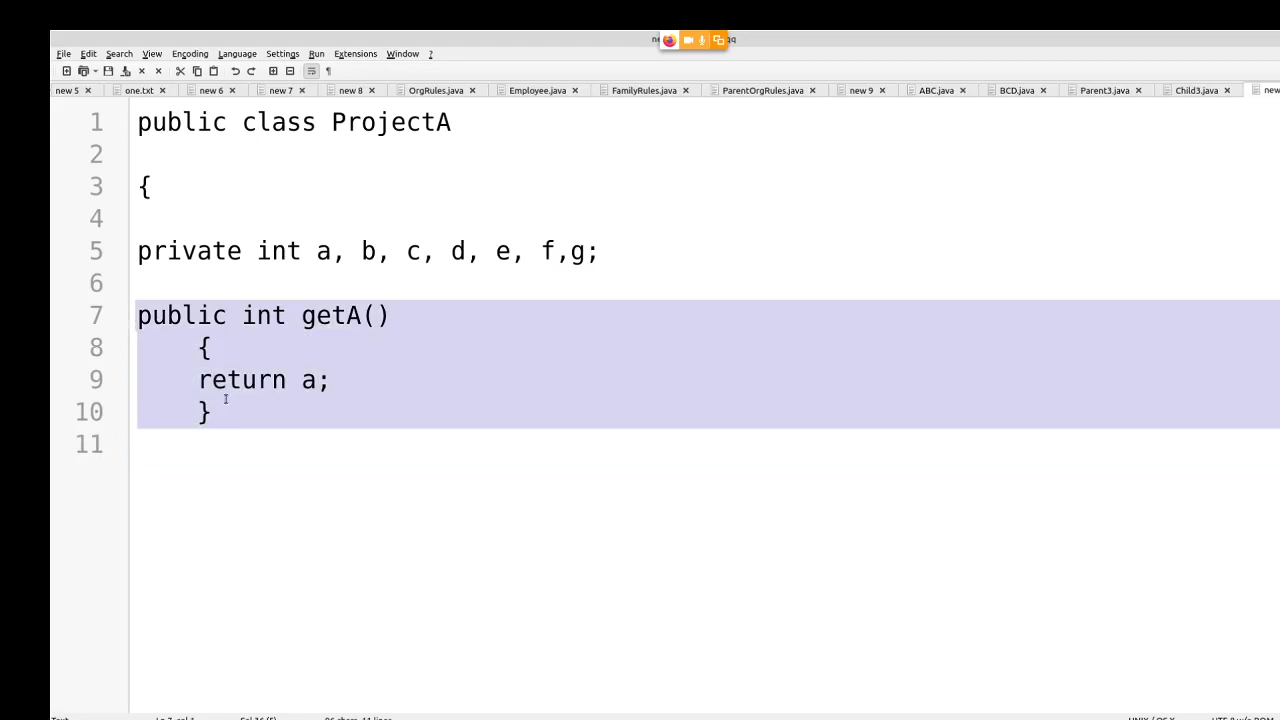 File Edit Search View Encoding Language Settings Run Extensions Window ?
new 5 one.txt new 6 new 7 new 8 OrgRules.java Employee.java FamilyRules.java ParentOrgRules.java new 9 ABC.java BCD.java Parent3.java Child3.java new
1 public class ProjectA
2
3 {
4
5 private int a, b, c, d, e, f,g;
6
7 public int getA()
8 {
9 return a;
10 }
11